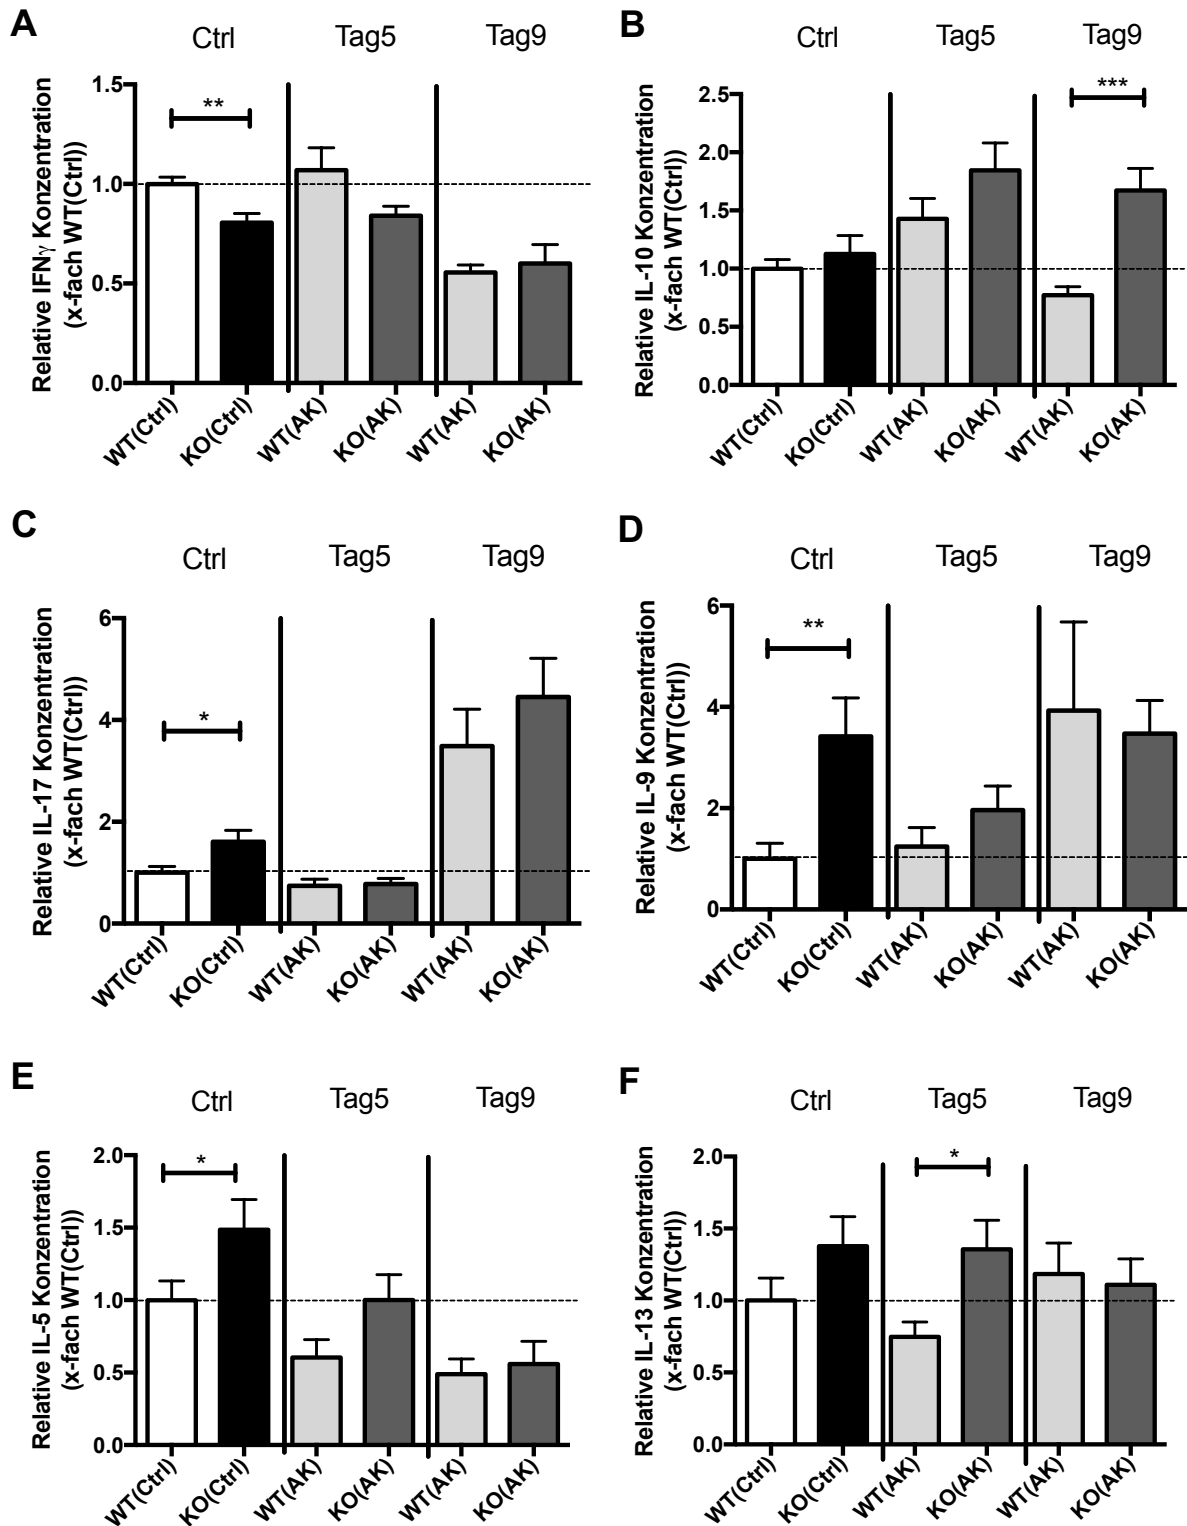 A
Ctrl
Tag5
Tag9
Relative IFNγ Konzentration
(x-fach WT(Ctrl))
1.5
1.0
0.5
0.0
**
WT(Ctrl)
KO(Ctrl)
WT(AK)
KO(AK)
WT(AK)
KO(AK)
B
Ctrl
Tag5
Tag9
Relative IL-10 Konzentration
(x-fach WT(Ctrl))
2.5
2.0
1.5
1.0
0.5
0.0
***
WT(Ctrl)
KO(Ctrl)
WT(AK)
KO(AK)
WT(AK)
KO(AK)
C
Ctrl
Tag5
Tag9
Relative IL-17 Konzentration
(x-fach WT(Ctrl))
6
4
2
0
*
WT(Ctrl)
KO(Ctrl)
WT(AK)
KO(AK)
WT(AK)
KO(AK)
D
Ctrl
Tag5
Tag9
Relative IL-9 Konzentration
(x-fach WT(Ctrl))
6
4
2
0
**
WT(Ctrl)
KO(Ctrl)
WT(AK)
KO(AK)
WT(AK)
KO(AK)
E
Ctrl
Tag5
Tag9
Relative IL-5 Konzentration
(x-fach WT(Ctrl))
2.0
1.5
1.0
0.5
0.0
*
WT(Ctrl)
KO(Ctrl)
WT(AK)
KO(AK)
WT(AK)
KO(AK)
F
Ctrl
Tag5
Tag9
Relative IL-13 Konzentration
(x-fach WT(Ctrl))
2.0
1.5
1.0
0.5
0.0
*
WT(Ctrl)
KO(Ctrl)
WT(AK)
KO(AK)
WT(AK)
KO(AK)